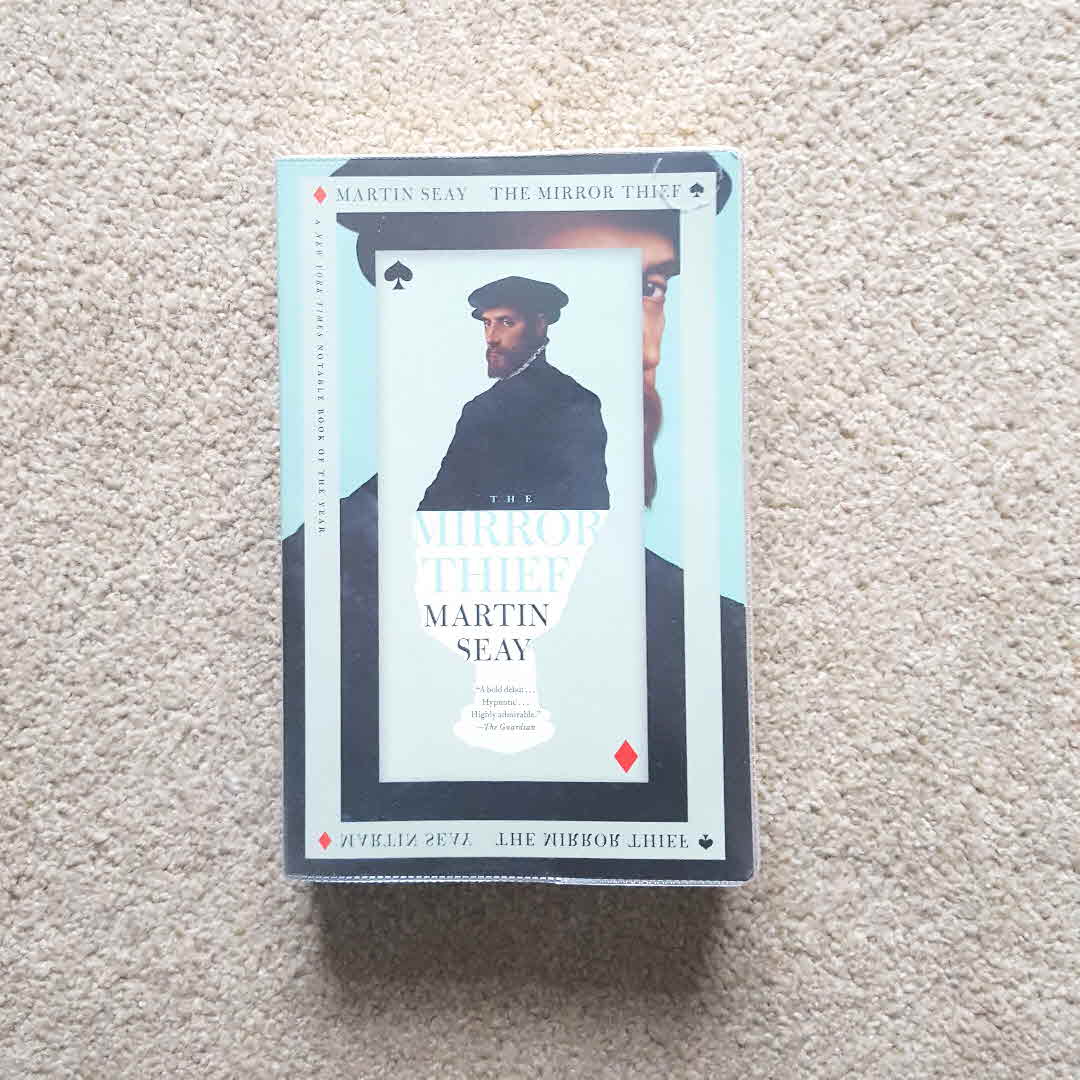 MARTIN SEAY THE MIRROR THIEF
A NEW YORK TIMES NOTABLE BOOK OF THE YEAR
THE
MIRROR
THIEF
MARTIN
SEAY
"A bold debut . . .
Hypnotic . . .
Highly admirable."
—The Guardian
MARTIN SEAY THE MIRROR THIEF